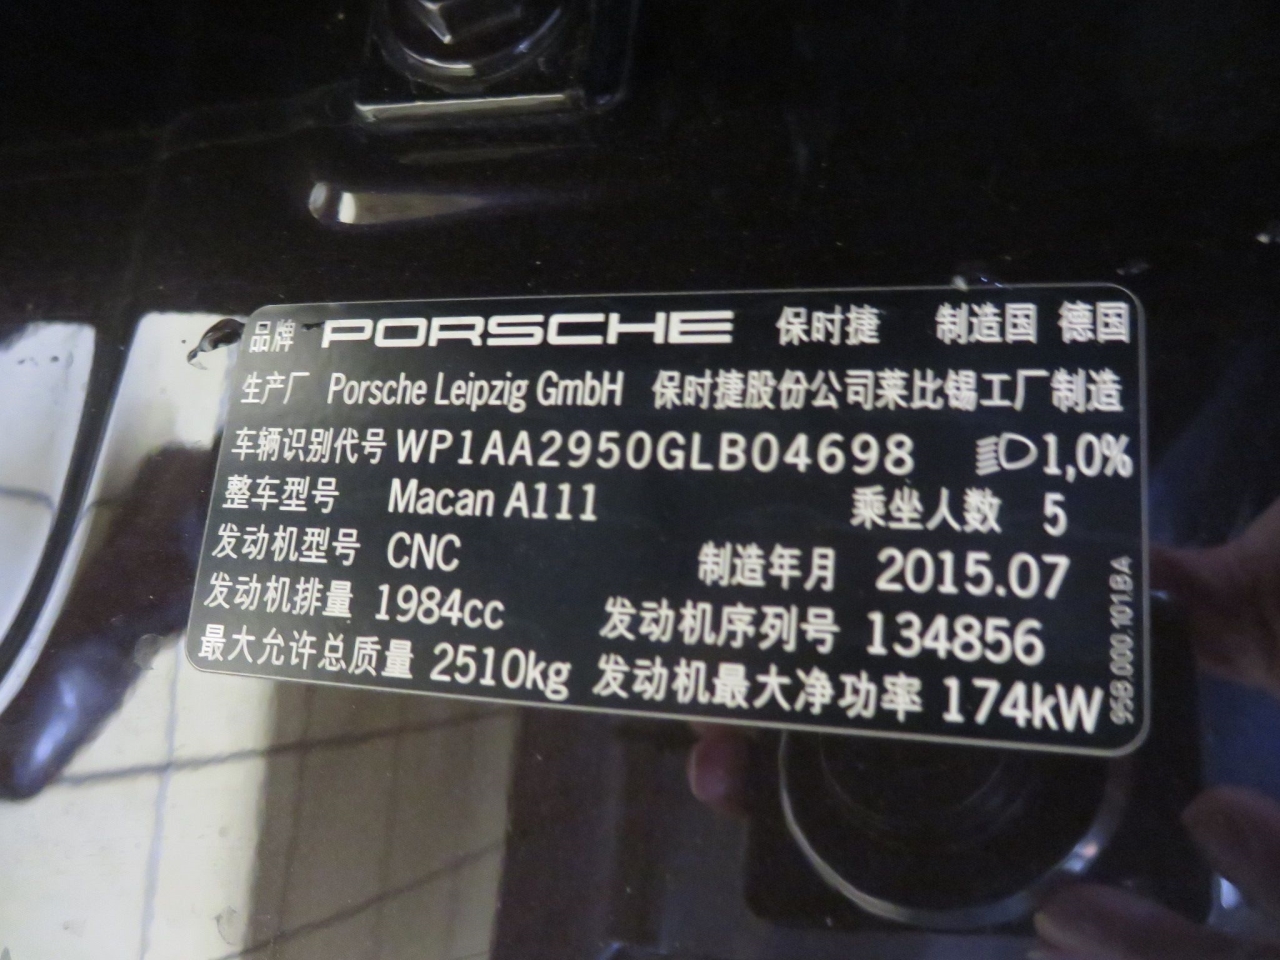 品牌 PORSCHE 保时捷 制造国 德国
生产厂 Porsche Leipzig GmbH 保时捷股份公司莱比锡工厂制造
车辆识别代号 WP1AA2950GLB04698 1,0%
整车型号 Macan A111 乘坐人数 5
发动机型号 CNC 制造年月 2015.07
发动机排量 1984cc 发动机序列号 134856
最大允许总质量 2510kg 发动机最大净功率 174kW
95B.000.101.BA